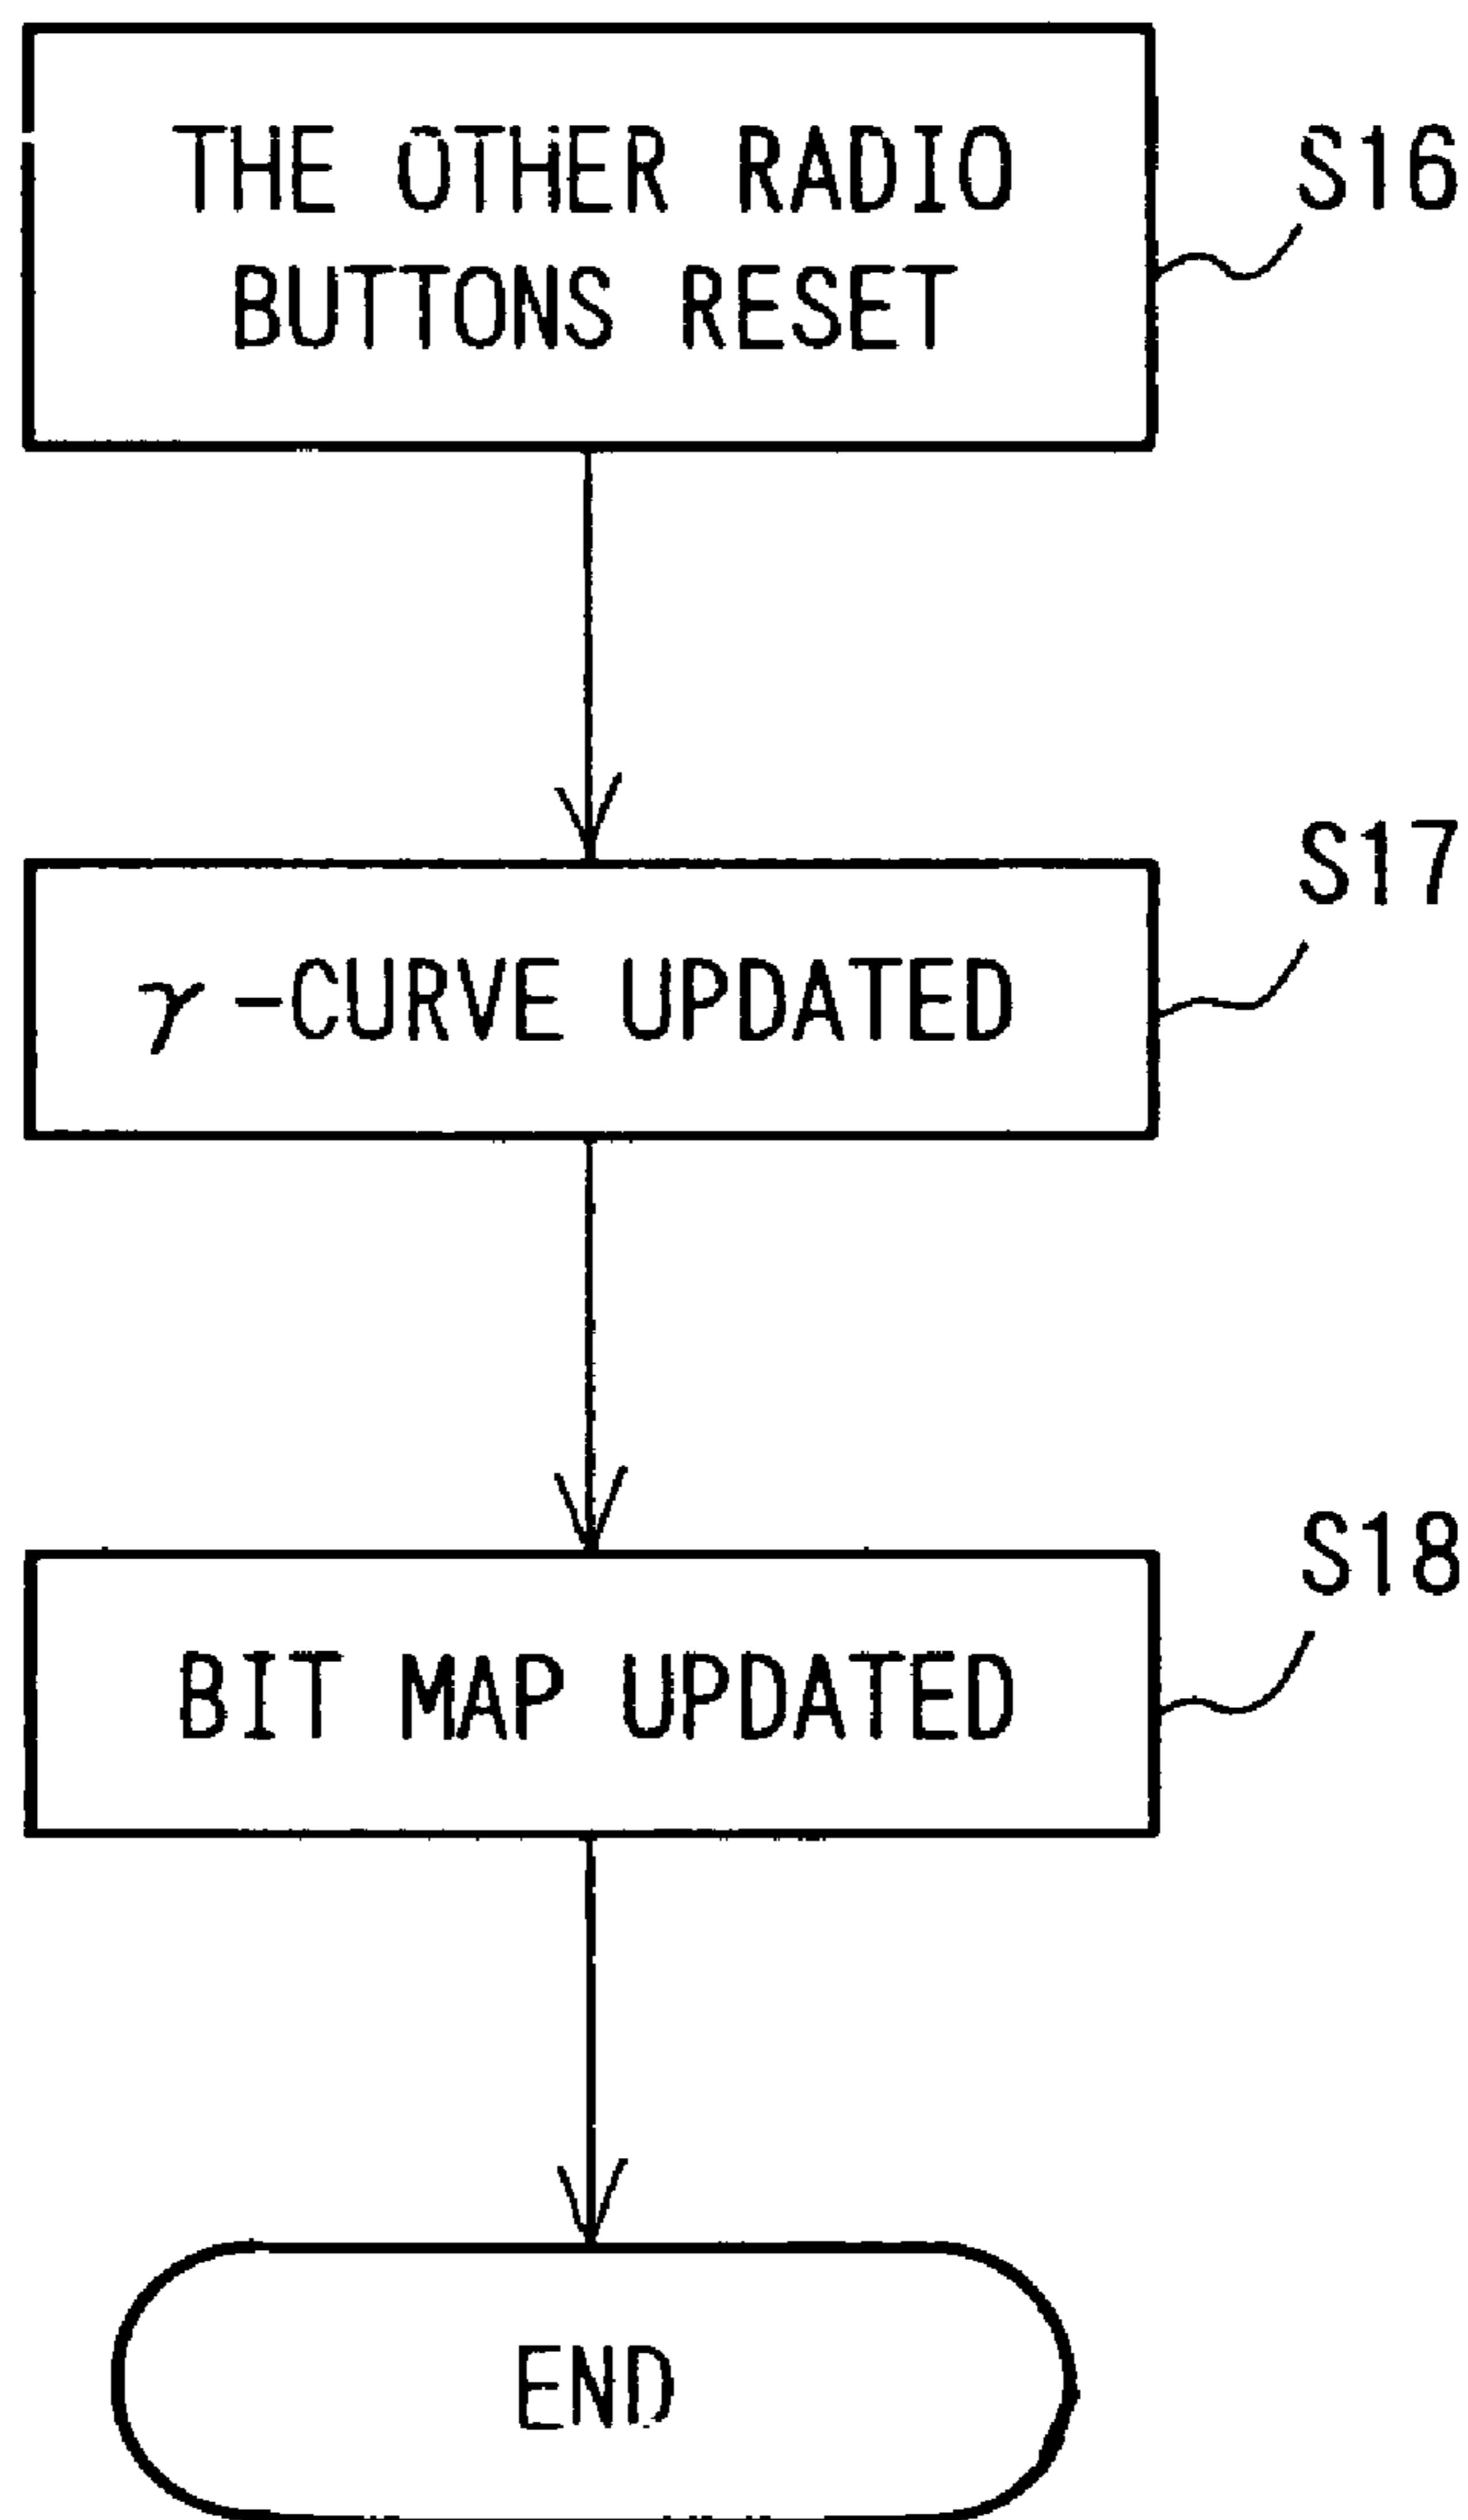 THE OTHER RADIO
BUTTONS RESET
S16
S17
γ-CURVE UPDATED
S18
BIT MAP UPDATED
END